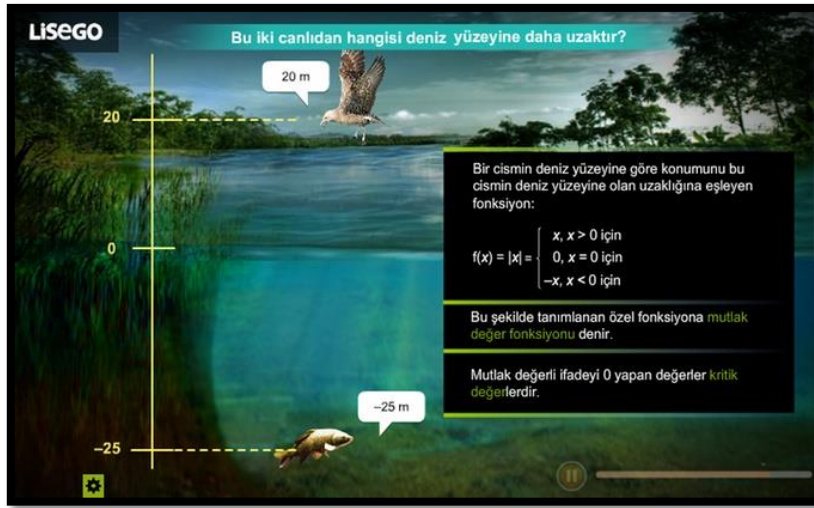 LiSEGO
Bu iki canlıdan hangisi deniz yüzeyine daha uzaktır?
20 m
20
Bir cismin deniz yüzeyine göre konumunu bu
cismin deniz yüzeyine olan uzaklığına eşleyen
fonksiyon:
x, x > 0 için
f(x) = |x| = 0, x = 0 için
–x, x < 0 için
0
Bu şekilde tanımlanan özel fonksiyona mutlak
değer fonksiyonu denir.
Mutlak değerli ifadeyi 0 yapan değerler kritik
değerlerdir.
–25 m
–25